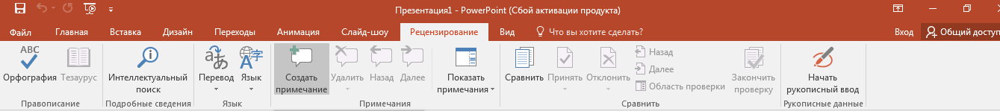 Презентация1 - PowerPoint (Сбой активации продукта)
Файл Главная Вставка Дизайн Переходы Анимация Слайд-шоу Рецензирование Вид Что вы хотите сделать? Вход Общий доступ
ABC
Орфография Тезаурус
Интеллектуальный
поиск
Перевод Язык
Создать
примечание
Удалить Назад Далее
Показать
примечания
Сравнить Принять Отклонить
Назад
Далее
Область проверки
Закончить
проверку
Начать
рукописный ввод
Правописание Подробные сведения Язык Примечания Сравнить Рукописные данные